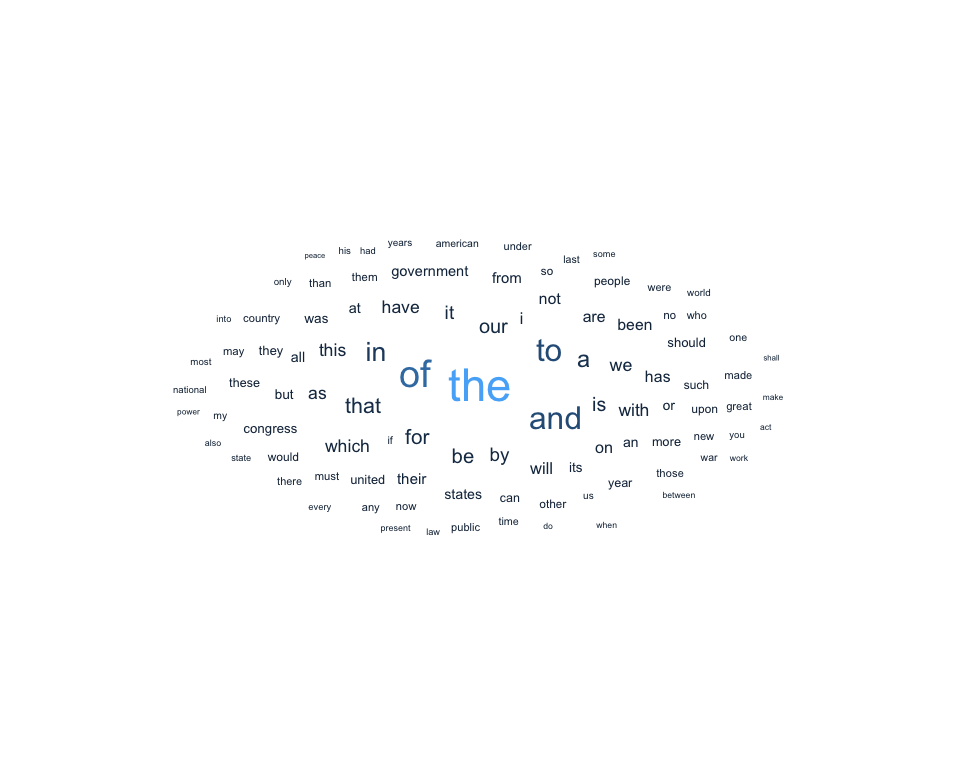 years american under
peace his had last some
only than them government from so people were world
into country was at have it our i not are been no who
most may they all this in of the to a we should one shall
national these but as that and is with has such made make
power my congress which if for or upon great act
also state would be by will its on an more new you
there must united their states can other us year those war work
every any now public time do when between
present law